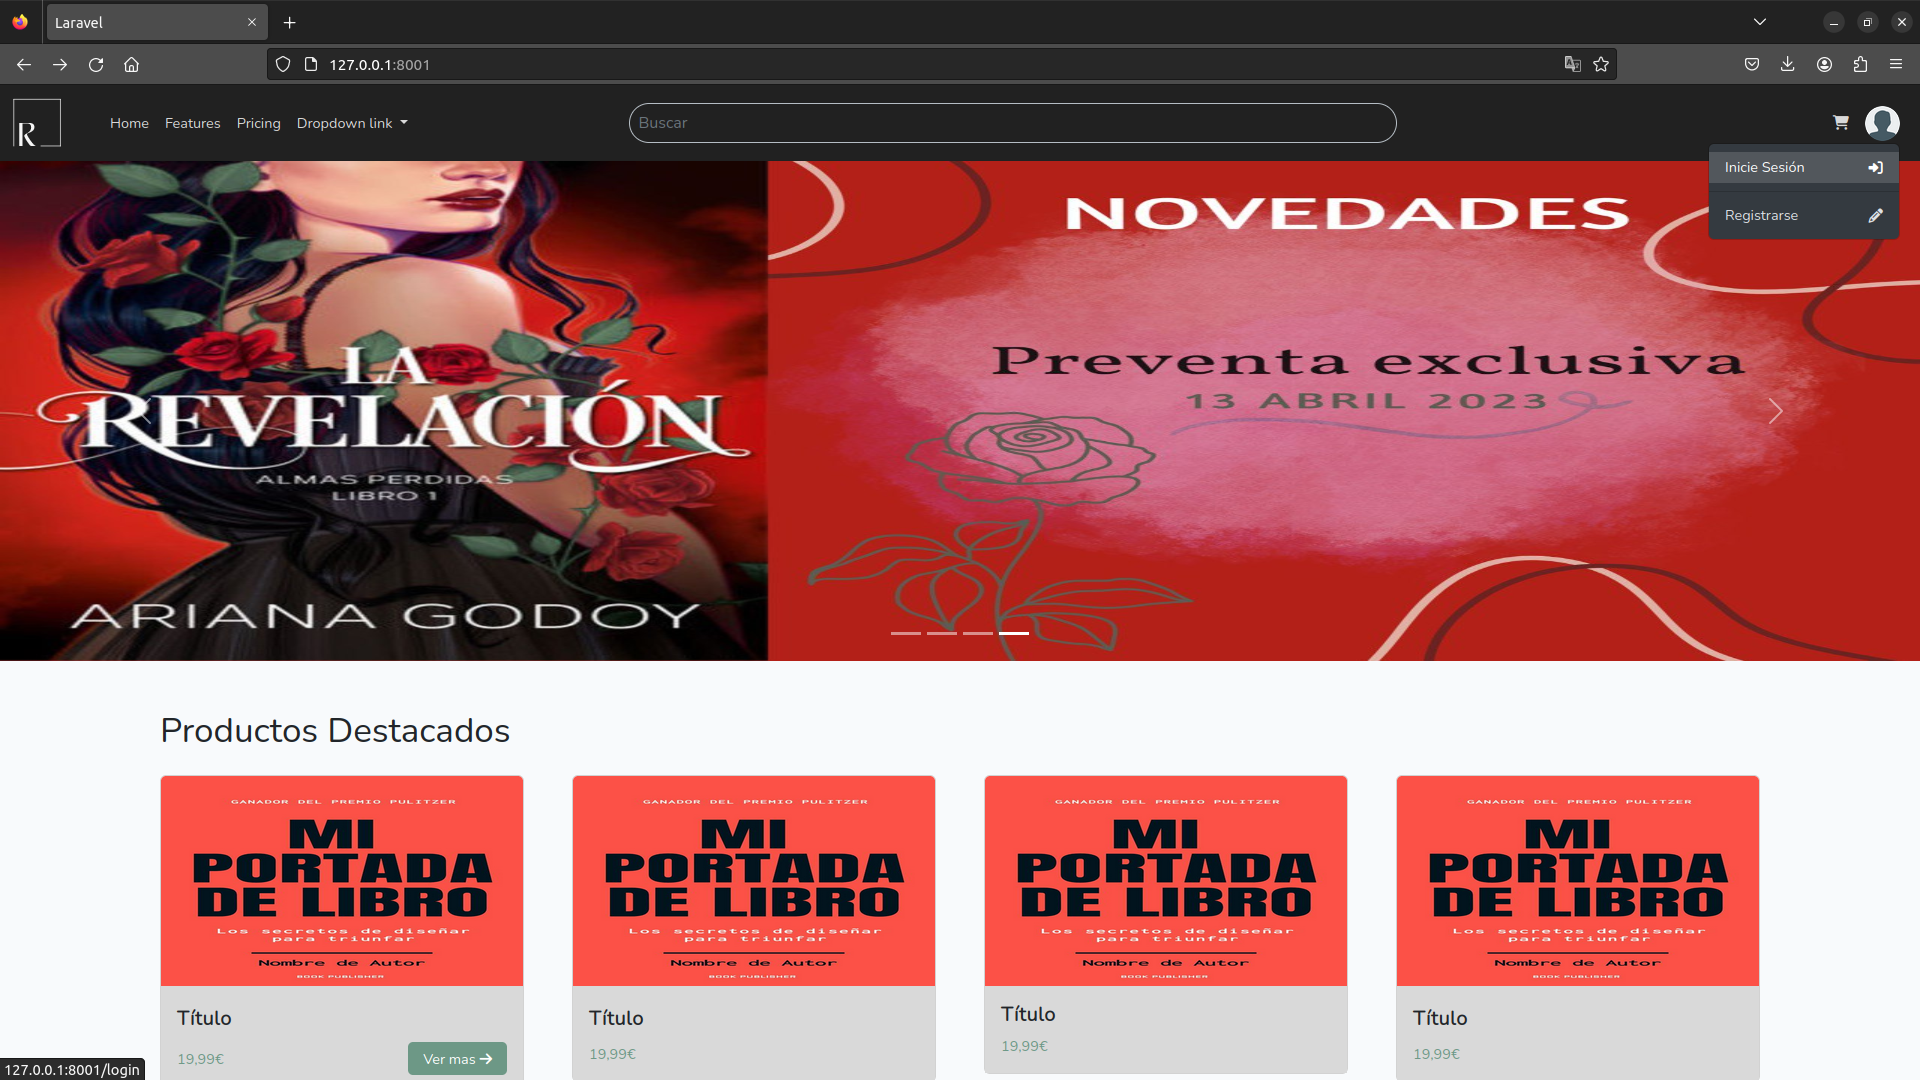 Laravel
127.0.0.1:8001
R
Home Features Pricing Dropdown link
Buscar
Inicie Sesión
Registrarse
LA
REVELACIÓN
ALMAS PERDIDAS
LIBRO 1
ARIANA GODOY
NOVEDADES
Preventa exclusiva
13 ABRIL 2023
Productos Destacados
GANADOR DEL PREMIO PULITZER
MI
PORTADA
DE LIBRO
Los secretos de diseñar
para triunfar
Nombre de Autor
BOOK PUBLISHER
Título
19,99€
Ver mas
GANADOR DEL PREMIO PULITZER
MI
PORTADA
DE LIBRO
Los secretos de diseñar
para triunfar
Nombre de Autor
BOOK PUBLISHER
Título
19,99€
GANADOR DEL PREMIO PULITZER
MI
PORTADA
DE LIBRO
Los secretos de diseñar
para triunfar
Nombre de Autor
BOOK PUBLISHER
Título
19,99€
GANADOR DEL PREMIO PULITZER
MI
PORTADA
DE LIBRO
Los secretos de diseñar
para triunfar
Nombre de Autor
BOOK PUBLISHER
Título
19,99€
127.0.0.1:8001/login